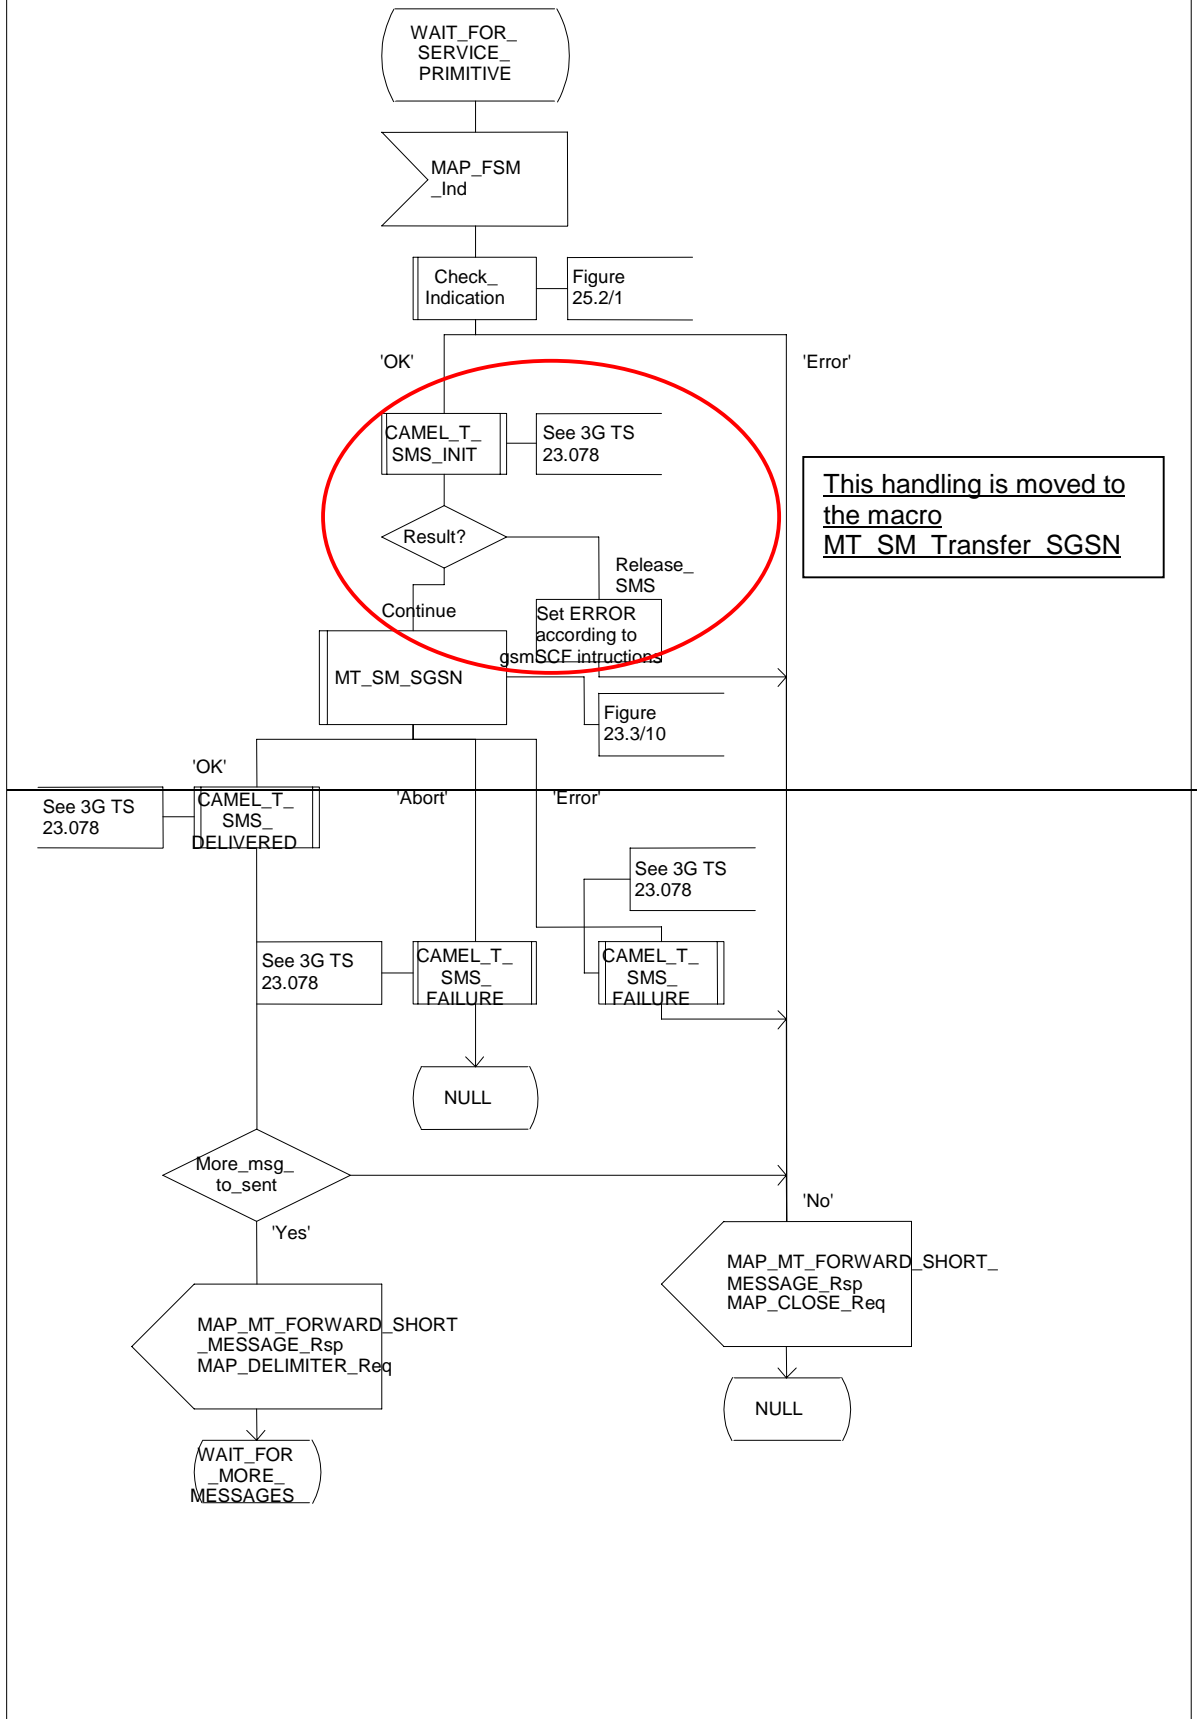 WAIT_FOR_
SERVICE_
PRIMITIVE
MAP_FSM
_Ind
Check_
Indication
Figure
25.2/1
'OK'
'Error'
CAMEL_T_
SMS_INIT
See 3G TS
23.078
This handling is moved to
the macro
MT_SM_Transfer_SGSN
Result?
Release_
SMS
Continue
Set ERROR
according to
gsmSCF intructions
MT_SM_SGSN
Figure
23.3/10
'OK'
'Abort'
'Error'
See 3G TS
23.078
CAMEL_T_
SMS_
DELIVERED
See 3G TS
23.078
See 3G TS
23.078
CAMEL_T_
SMS_
FAILURE
CAMEL_T_
SMS_
FAILURE
NULL
More_msg_
to_sent
'No'
'Yes'
MAP_MT_FORWARD_SHORT_
MESSAGE_Rsp
MAP_CLOSE_Req
MAP_MT_FORWARD_SHORT
_MESSAGE_Rsp
MAP_DELIMITER_Req
NULL
WAIT_FOR
_MORE_
MESSAGES